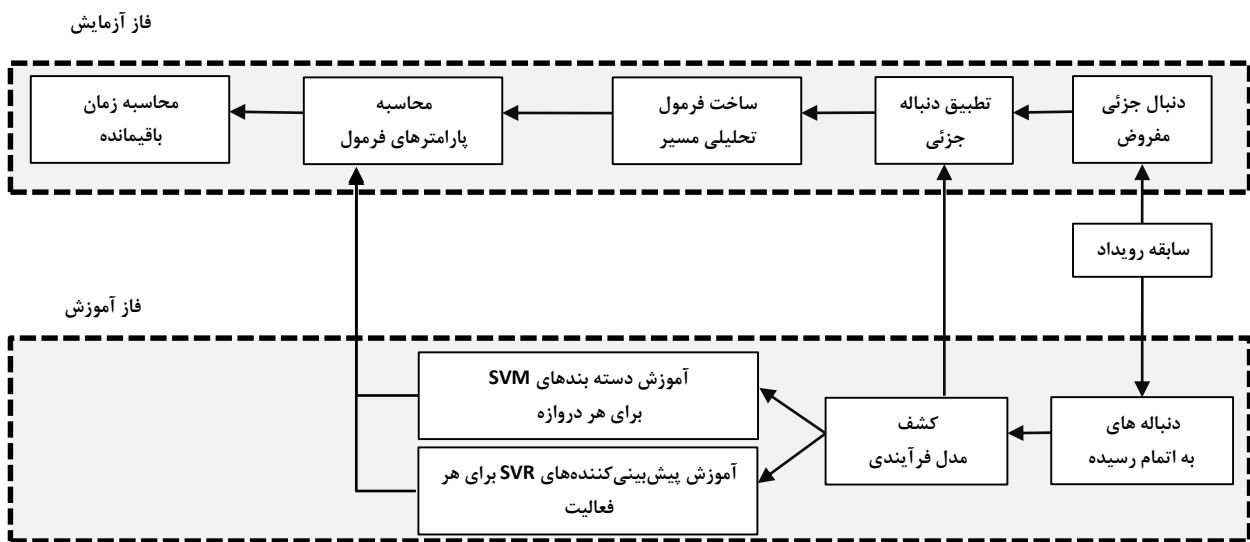 فاز آزمایش
دنبال جزئی
مفروض
تطبیق دنباله
جزئی
ساخت فرمول
تحلیلی مسیر
محاسبه
پارامترهای فرمول
محاسبه زمان
باقیمانده
سابقه رویداد
فاز آموزش
دنباله های
به اتمام رسیده
کشف
مدل فرآیندی
آموزش دسته بندهای SVM
برای هر دروازه
آموزش پیش‌بینی‌کننده‌های SVR برای هر
فعالیت